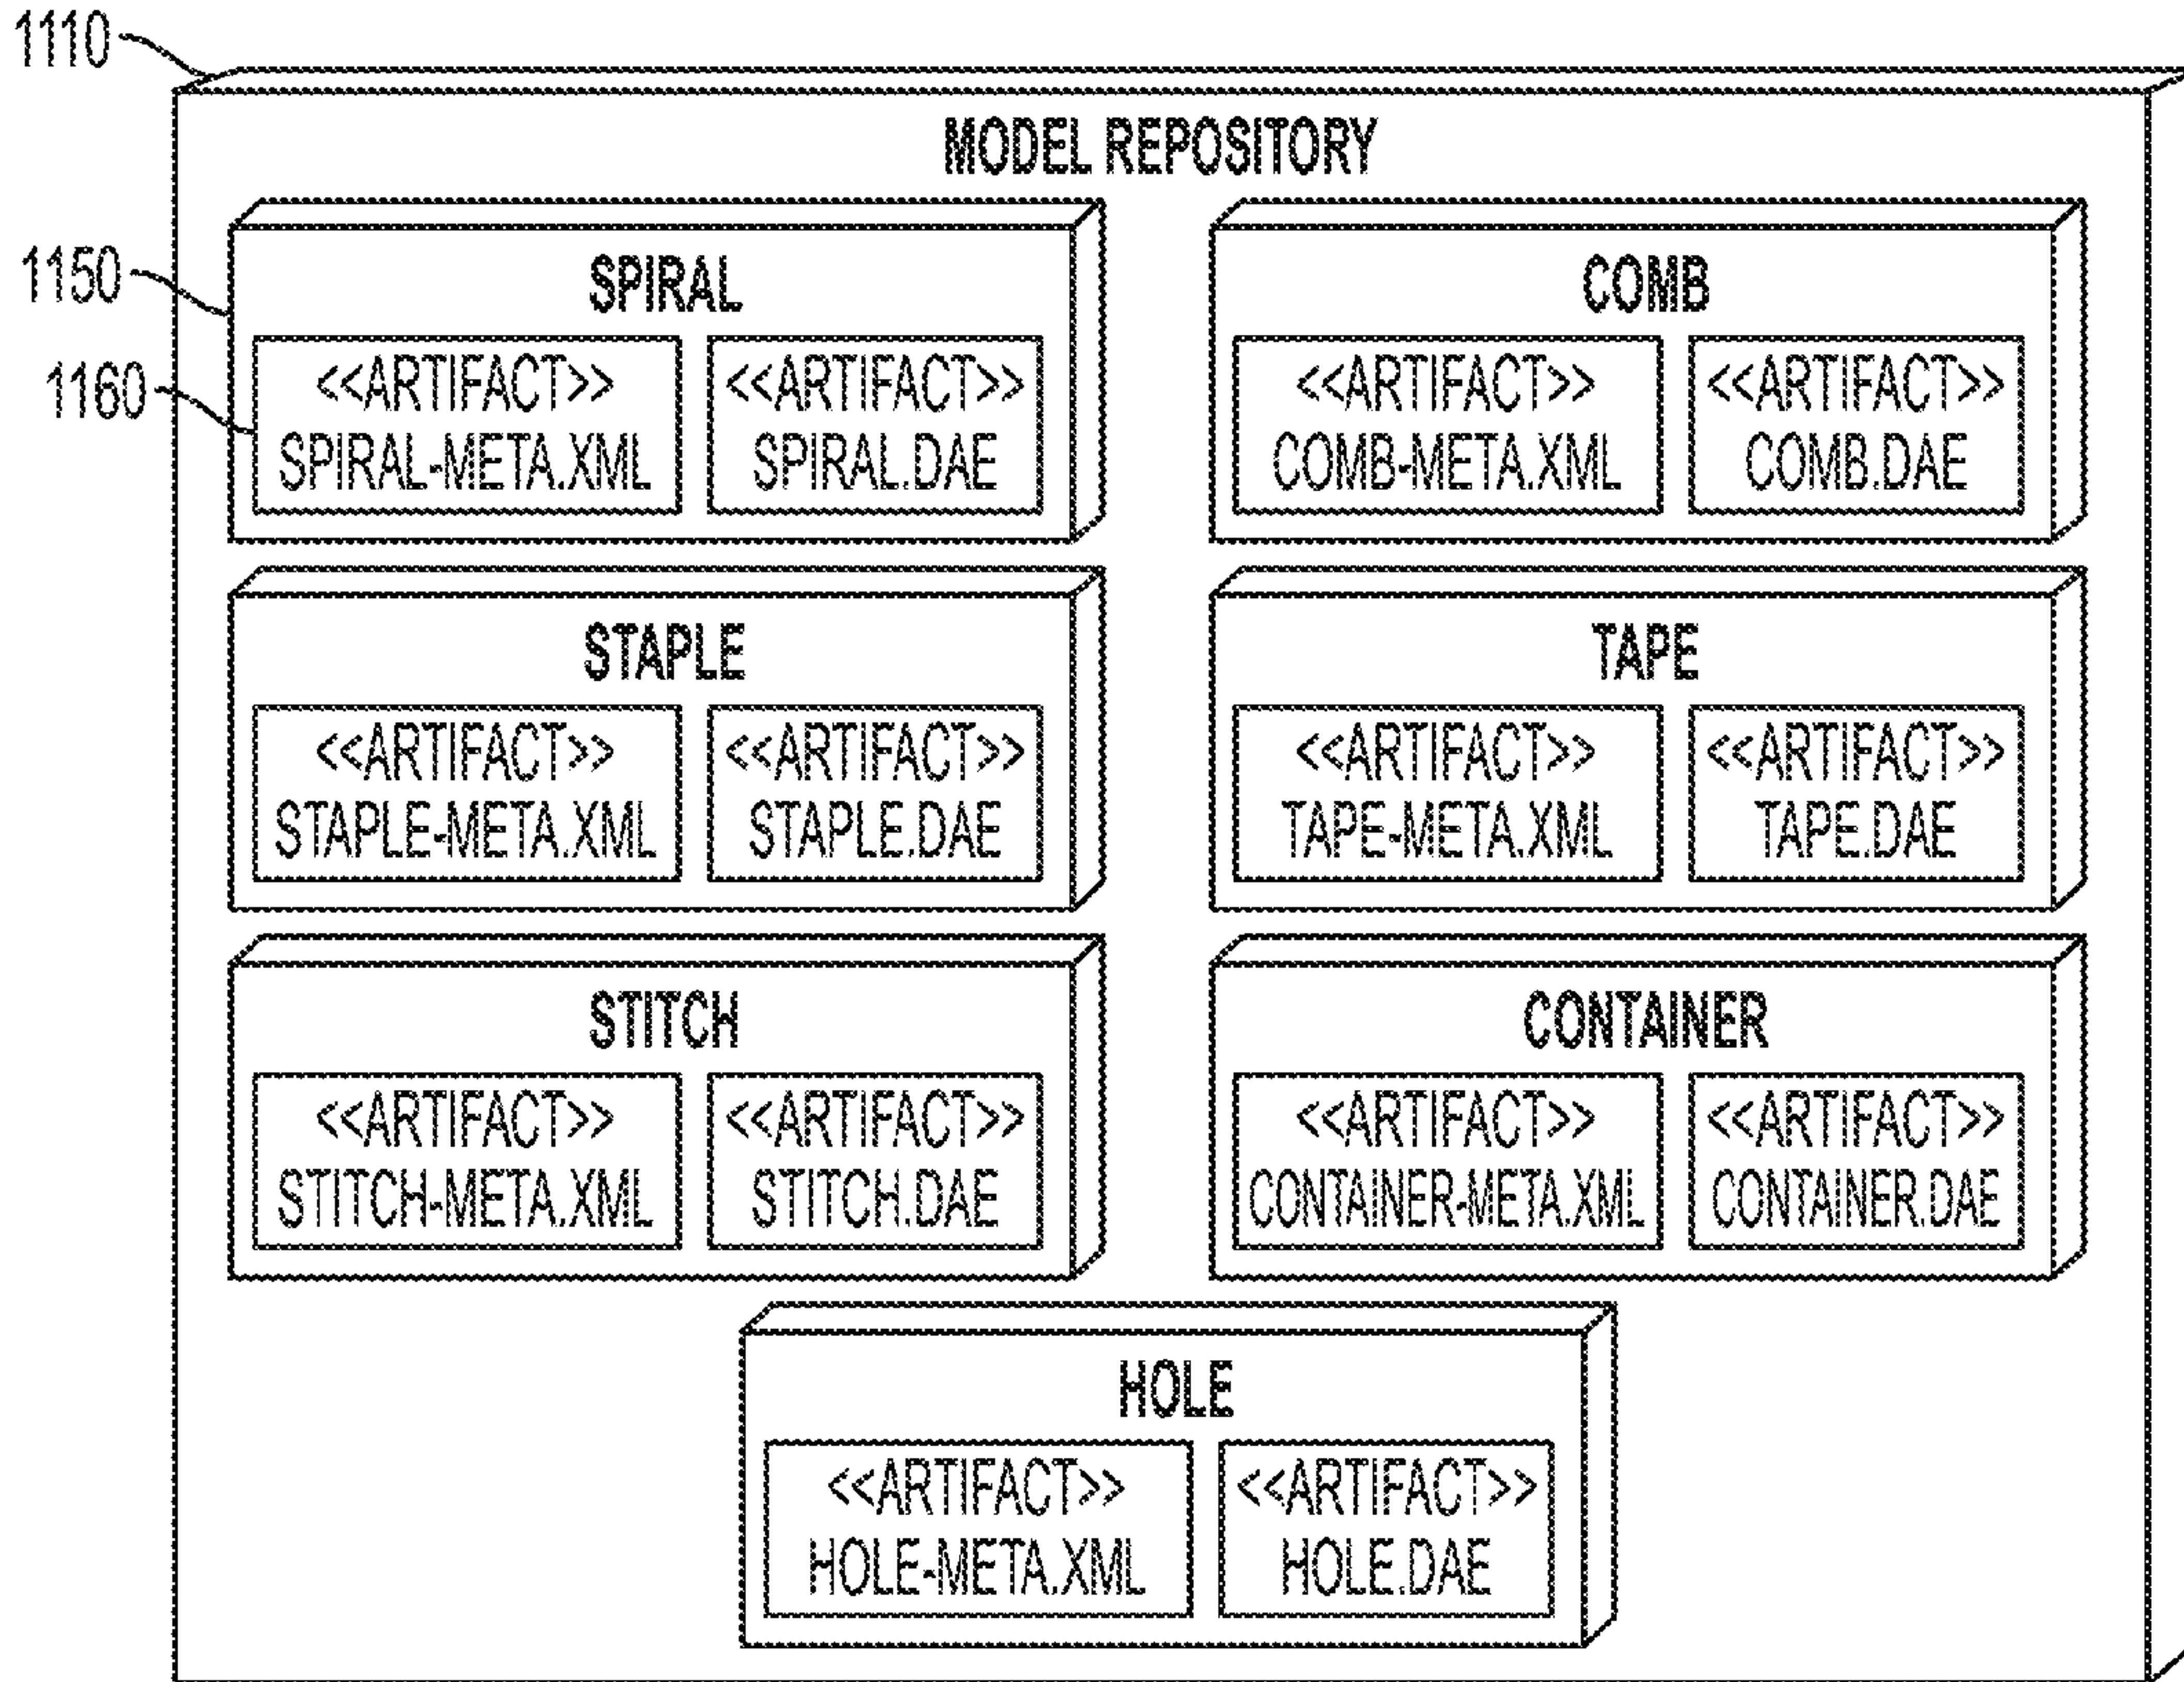 1110
MODEL REPOSITORY
1150
SPIRAL
1160
<<ARTIFACT>>
SPIRAL-META.XML
<<ARTIFACT>>
SPIRAL.DAE
COMB
<<ARTIFACT>>
COMB-META.XML
<<ARTIFACT>>
COMB.DAE
STAPLE
<<ARTIFACT>>
STAPLE-META.XML
<<ARTIFACT>>
STAPLE.DAE
TAPE
<<ARTIFACT>>
TAPE-META.XML
<<ARTIFACT>>
TAPE.DAE
STITCH
<<ARTIFACT>>
STITCH-META.XML
<<ARTIFACT>>
STITCH.DAE
CONTAINER
<<ARTIFACT>>
CONTAINER-META.XML
<<ARTIFACT>>
CONTAINER.DAE
HOLE
<<ARTIFACT>>
HOLE-META.XML
<<ARTIFACT>>
HOLE.DAE